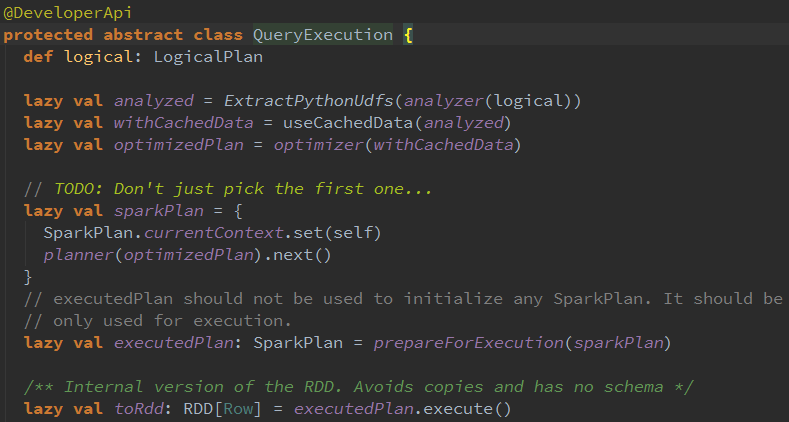 @DeveloperApi
protected abstract class QueryExecution {
  def logical: LogicalPlan

  lazy val analyzed = ExtractPythonUdfs(analyzer(logical))
  lazy val withCachedData = useCachedData(analyzed)
  lazy val optimizedPlan = optimizer(withCachedData)

  // TODO: Don't just pick the first one...
  lazy val sparkPlan = {
    SparkPlan.currentContext.set(self)
    planner(optimizedPlan).next()
  }
  // executedPlan should not be used to initialize any SparkPlan. It should be
  // only used for execution.
  lazy val executedPlan: SparkPlan = prepareForExecution(sparkPlan)

  /** Internal version of the RDD. Avoids copies and has no schema */
  lazy val toRdd: RDD[Row] = executedPlan.execute()